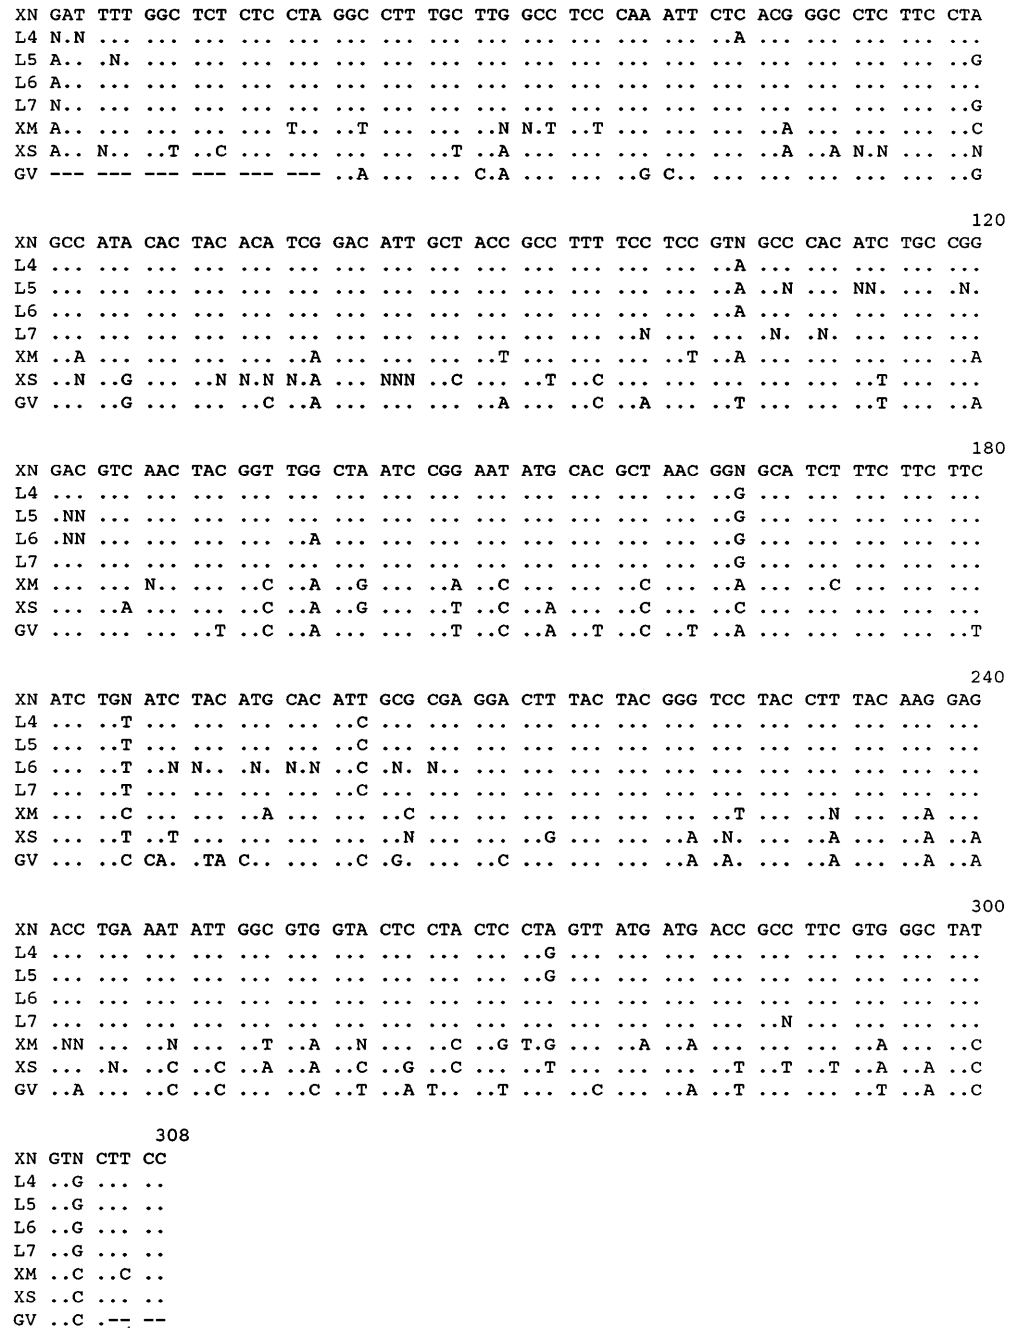 XN GAT TTT GGC TCT CTC CTA GGC CTT TGC TTG GCC TCC CAA ATT CTC ACG GGC CTC TTC CTA
L4 N.N ... ... ... ... ... ... ... ... ... ... ... ... ... ..A ... ... ... ... ...
L5 A.. .N. ... ... ... ... ... ... ... ... ... ... ... ... ... ... ... ... ... ..G
L6 A.. ... ... ... ... ... ... ... ... ... ... ... ... ... ... ... ... ... ... ...
L7 N.. ... ... ... ... ... ... ... ... ... ... ... ... ... ... ... ... ... ... ..G
XM A.. ... ... ... ... T.. ..T ... ... ..N N.T ..T ... ... ... ..A ... ... ... ..C
XS A.. N.. ..T ..C ... ... ... ... ..T ..A ... ... ... ... ... ..A ..A N.N ... ..N
GV --- --- --- --- --- --- ..A ... ... C.A ... ... ..G C.. ... ... ... ... ... ..G
120
XN GCC ATA CAC TAC ACA TCG GAC ATT GCT ACC GCC TTT TCC TCC GTN GCC CAC ATC TGC CGG
L4 ... ... ... ... ... ... ... ... ... ... ... ... ... ... ..A ... ... ... ... ...
L5 ... ... ... ... ... ... ... ... ... ... ... ... ... ... ..A ..N ... NN. ... .N.
L6 ... ... ... ... ... ... ... ... ... ... ... ... ... ... ..A ... ... ... ... ...
L7 ... ... ... ... ... ... ... ... ... ... ... ... ..N ... ... .N. .N. ... ... ...
XM ..A ... ... ... ... ..A ... ... ... ..T ... ... ... ..T ..A ... ... ... ... ..A
XS ..N ..G ... ..N N.N N.A ... NNN ..C ... ..T ..C ... ... ... ... ... ..T ... ...
GV ... ..G ... ... ..C ..A ... ... ... ..A ... ..C ..A ... ..T ... ... ..T ... ..A
180
XN GAC GTC AAC TAC GGT TGG CTA ATC CGG AAT ATG CAC GCT AAC GGN GCA TCT TTC TTC TTC
L4 ... ... ... ... ... ... ... ... ... ... ... ... ... ... ..G ... ... ... ... ...
L5 .NN ... ... ... ... ... ... ... ... ... ... ... ... ... ..G ... ... ... ... ...
L6 .NN ... ... ... ... ..A ... ... ... ... ... ... ... ... ..G ... ... ... ... ...
L7 ... ... ... ... ... ... ... ... ... ... ... ... ... ... ..G ... ... ... ... ...
XM ... ... N.. ... ..C ..A ..G ... ..A ..C ... ... ..C ... ..A ... ..C ... ... ...
XS ... ..A ... ... ..C ..A ..G ... ..T ..C ..A ... ..C ... ..C ... ... ... ... ...
GV ... ... ... ..T ..C ..A ... ... ..T ..C ..A ..T ..C ..T ..A ... ... ... ... ..T
240
XN ATC TGN ATC TAC ATG CAC ATT GCG CGA GGA CTT TAC TAC GGG TCC TAC CTT TAC AAG GAG
L4 ... ..T ... ... ... ... ..C ... ... ... ... ... ... ... ... ... ... ... ... ...
L5 ... ..T ... ... ... ... ..C ... ... ... ... ... ... ... ... ... ... ... ... ...
L6 ... ..T ..N N.. .N. N.N ..C .N. N.. ... ... ... ... ... ... ... ... ... ... ...
L7 ... ..T ... ... ... ... ..C ... ... ... ... ... ... ... ... ... ... ... ... ...
XM ... ..C ... ... ..A ... ... ..C ... ... ... ... ... ... ..T ... ..N ... ..A ...
XS ... ..T ..T ... ... ... ... ..N ... ... ..G ... ... ..A .N. ... ..A ... ..A ..A
GV ... ..C CA. .TA C.. ... ..C .G. ... ..C ... ... ... ..A .A. ... ..A ... ..A ..A
300
XN ACC TGA AAT ATT GGC GTG GTA CTC CTA CTC CTA GTT ATG ATG ACC GCC TTC GTG GGC TAT
L4 ... ... ... ... ... ... ... ... ... ... ..G ... ... ... ... ... ... ... ... ...
L5 ... ... ... ... ... ... ... ... ... ... ..G ... ... ... ... ... ... ... ... ...
L6 ... ... ... ... ... ... ... ... ... ... ... ... ... ... ... ... ... ... ... ...
L7 ... ... ... ... ... ... ... ... ... ... ... ... ... ... ... ..N ... ... ... ...
XM .NN ... ..N ... ..T ..A ..N ... ..C ..G T.G ... ..A ..A ... ... ... ..A ... ..C
XS ... .N. ..C ..C ..A ..A ..C ..G ..C ... ..T ... ... ... ..T ..T ..T ..A ..A ..C
GV ..A ... ..C ..C ... ..C ..T ..A T.. ..T ... ..C ... ..A ..T ... ... ..T ..A ..C
308
XN GTN CTT CC
L4 ..G ... ..
L5 ..G ... ..
L6 ..G ... ..
L7 ..G ... ..
XM ..C ..C ..
XS ..C ... ..
GV ..C .-- --